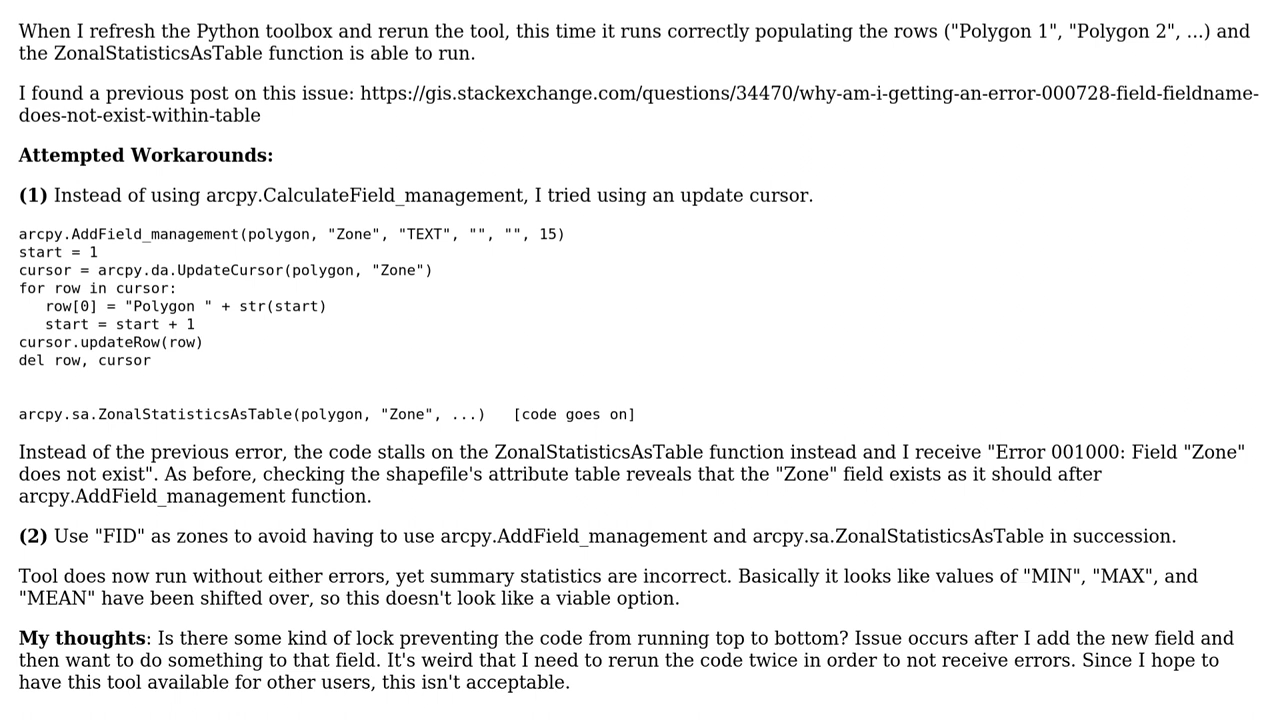 When I refresh the Python toolbox and rerun the tool, this time it runs correctly populating the rows ("Polygon 1", "Polygon 2", ...) and
the ZonalStatisticsAsTable function is able to run.
I found a previous post on this issue: https://gis.stackexchange.com/questions/34470/why-am-i-getting-an-error-000728-field-fieldname-
does-not-exist-within-table
Attempted Workarounds:
(1) Instead of using arcpy.CalculateField_management, I tried using an update cursor.
arcpy.AddField_management(polygon, "Zone", "TEXT", "", "", 15)
start = 1
cursor = arcpy.da.UpdateCursor(polygon, "Zone")
for row in cursor:
   row[0] = "Polygon " + str(start)
   start = start + 1
cursor.updateRow(row)
del row, cursor
arcpy.sa.ZonalStatisticsAsTable(polygon, "Zone", ...)   [code goes on]
Instead of the previous error, the code stalls on the ZonalStatisticsAsTable function instead and I receive "Error 001000: Field "Zone"
does not exist". As before, checking the shapefile's attribute table reveals that the "Zone" field exists as it should after
arcpy.AddField_management function.
(2) Use "FID" as zones to avoid having to use arcpy.AddField_management and arcpy.sa.ZonalStatisticsAsTable in succession.
Tool does now run without either errors, yet summary statistics are incorrect. Basically it looks like values of "MIN", "MAX", and
"MEAN" have been shifted over, so this doesn't look like a viable option.
My thoughts: Is there some kind of lock preventing the code from running top to bottom? Issue occurs after I add the new field and
then want to do something to that field. It's weird that I need to rerun the code twice in order to not receive errors. Since I hope to
have this tool available for other users, this isn't acceptable.